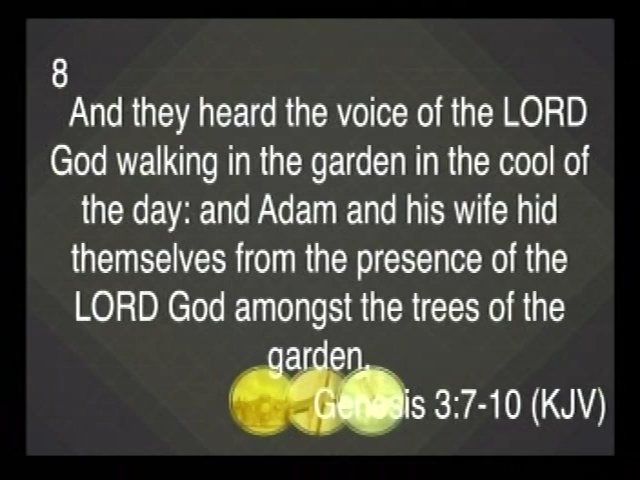 8
And they heard the voice of the LORD
God walking in the garden in the cool of
the day: and Adam and his wife hid
themselves from the presence of the
LORD God amongst the trees of the
garden.
Genesis 3:7-10 (KJV)